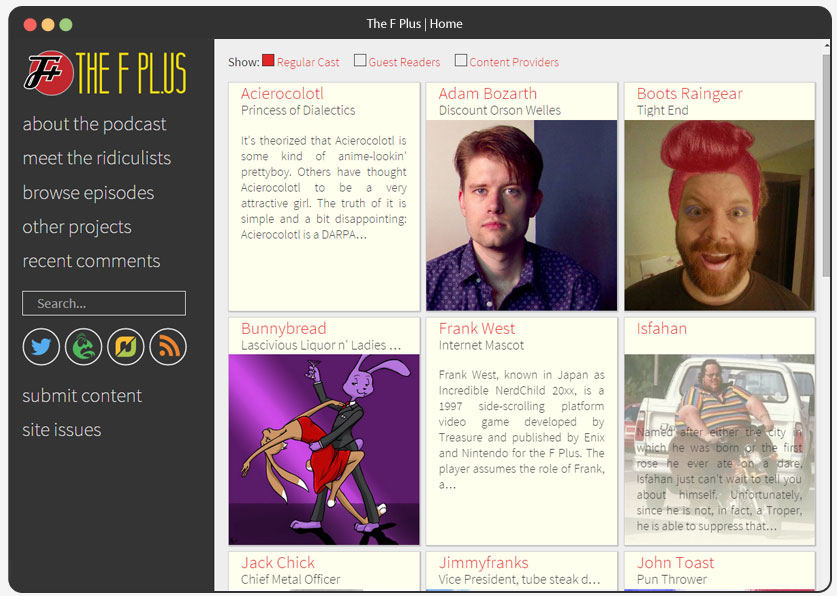 The F Plus | Home
THE F PLUS
about the podcast
meet the ridiculists
browse episodes
other projects
recent comments
Search...
submit content
site issues
Show: Regular Cast Guest Readers Content Providers
Acierocolotl
Princess of Dialectics
It's theorized that Acierocolotl is
some kind of anime-lookin'
prettyboy. Others have thought
Acierocolotl to be a very
attractive girl. The truth of it is
simple and a bit disappointing:
Acierocolotl is a DARPA...
Adam Bozarth
Discount Orson Welles
Boots Raingear
Tight End
Bunnybread
Lascivious Liquor n' Ladies ...
Frank West
Internet Mascot
Frank West, known in Japan as
Incredible NerdChild 20xx, is a
1997 side-scrolling platform
video game developed by
Treasure and published by Enix
and Nintendo for the F Plus. The
player assumes the role of Frank,
a...
Isfahan
Named after either the city in
which he was born or the first
rose he ever ate on a dare,
Isfahan just can't wait to tell you
about himself. Unfortunately,
since he is not, in fact, a Troper,
he is able to suppress that...
Jack Chick
Chief Metal Officer
Jimmyfranks
Vice President, tube steak d...
John Toast
Pun Thrower